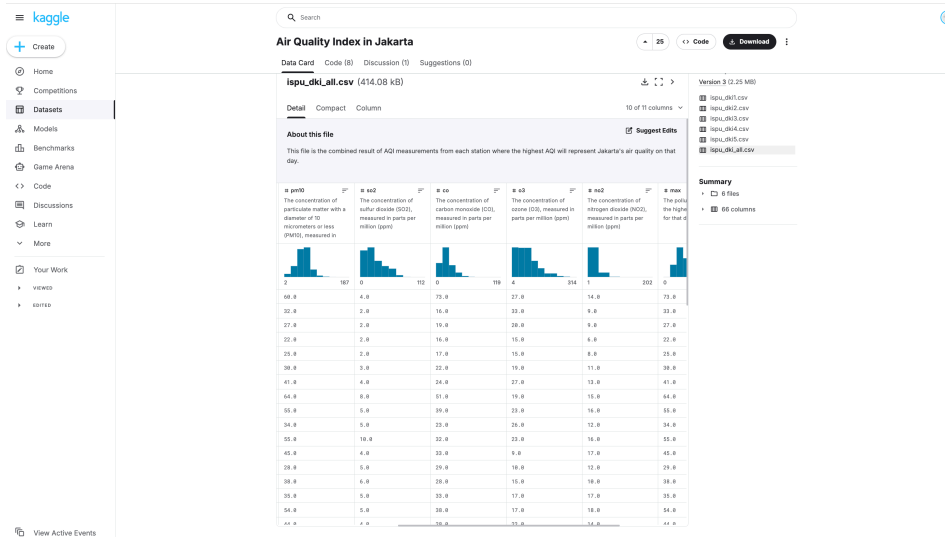 kaggle
Search
Create
Home
Competitions
Datasets
Models
Benchmarks
Game Arena
Code
Discussions
Learn
More
Your Work
VIEWED
EDITED
View Active Events
Air Quality Index in Jakarta
25
<> Code
Download
Data Card Code (8) Discussion (1) Suggestions (0)
ispu_dki_all.csv (414.08 kB)
Detail Compact Column
10 of 11 columns
About this file
Suggest Edits
This file is the combined result of AQI measurements from each station where the highest AQI will represent Jakarta's air quality on that
day.
# pm10 # so2 # co # o3 # no2 # max
The concentration of The concentration of The concentration of The concentration of The concentration of The pollu
particulate matter with a sulfur dioxide (SO2), carbon monoxide (CO), ozone (O3), measured in nitrogen dioxide (NO2), the highe
diameter of 10 measured in parts per measured in parts per parts per million (ppm) measured in parts per for that d
micrometers or less million (ppm) million (ppm) million (ppm)
(PM10), measured in
2 187 0 112 0 119 4 314 1 202 0
60.0 4.0 73.0 27.0 14.0 73.0
32.0 2.0 16.0 33.0 9.0 33.0
27.0 2.0 19.0 20.0 9.0 27.0
22.0 2.0 16.0 15.0 6.0 22.0
25.0 2.0 17.0 15.0 8.0 25.0
30.0 3.0 22.0 19.0 11.0 30.0
41.0 4.0 24.0 27.0 13.0 41.0
64.0 8.0 51.0 19.0 15.0 64.0
55.0 5.0 39.0 23.0 16.0 55.0
34.0 5.0 23.0 26.0 12.0 34.0
55.0 10.0 32.0 23.0 16.0 55.0
45.0 4.0 33.0 9.0 17.0 45.0
28.0 5.0 29.0 10.0 12.0 29.0
38.0 6.0 28.0 15.0 10.0 38.0
35.0 5.0 33.0 17.0 17.0 35.0
54.0 5.0 38.0 17.0 18.0 54.0
Version 3 (2.25 MB)
ispu_dki1.csv
ispu_dki2.csv
ispu_dki3.csv
ispu_dki4.csv
ispu_dki5.csv
ispu_dki_all.csv
Summary
6 files
66 columns